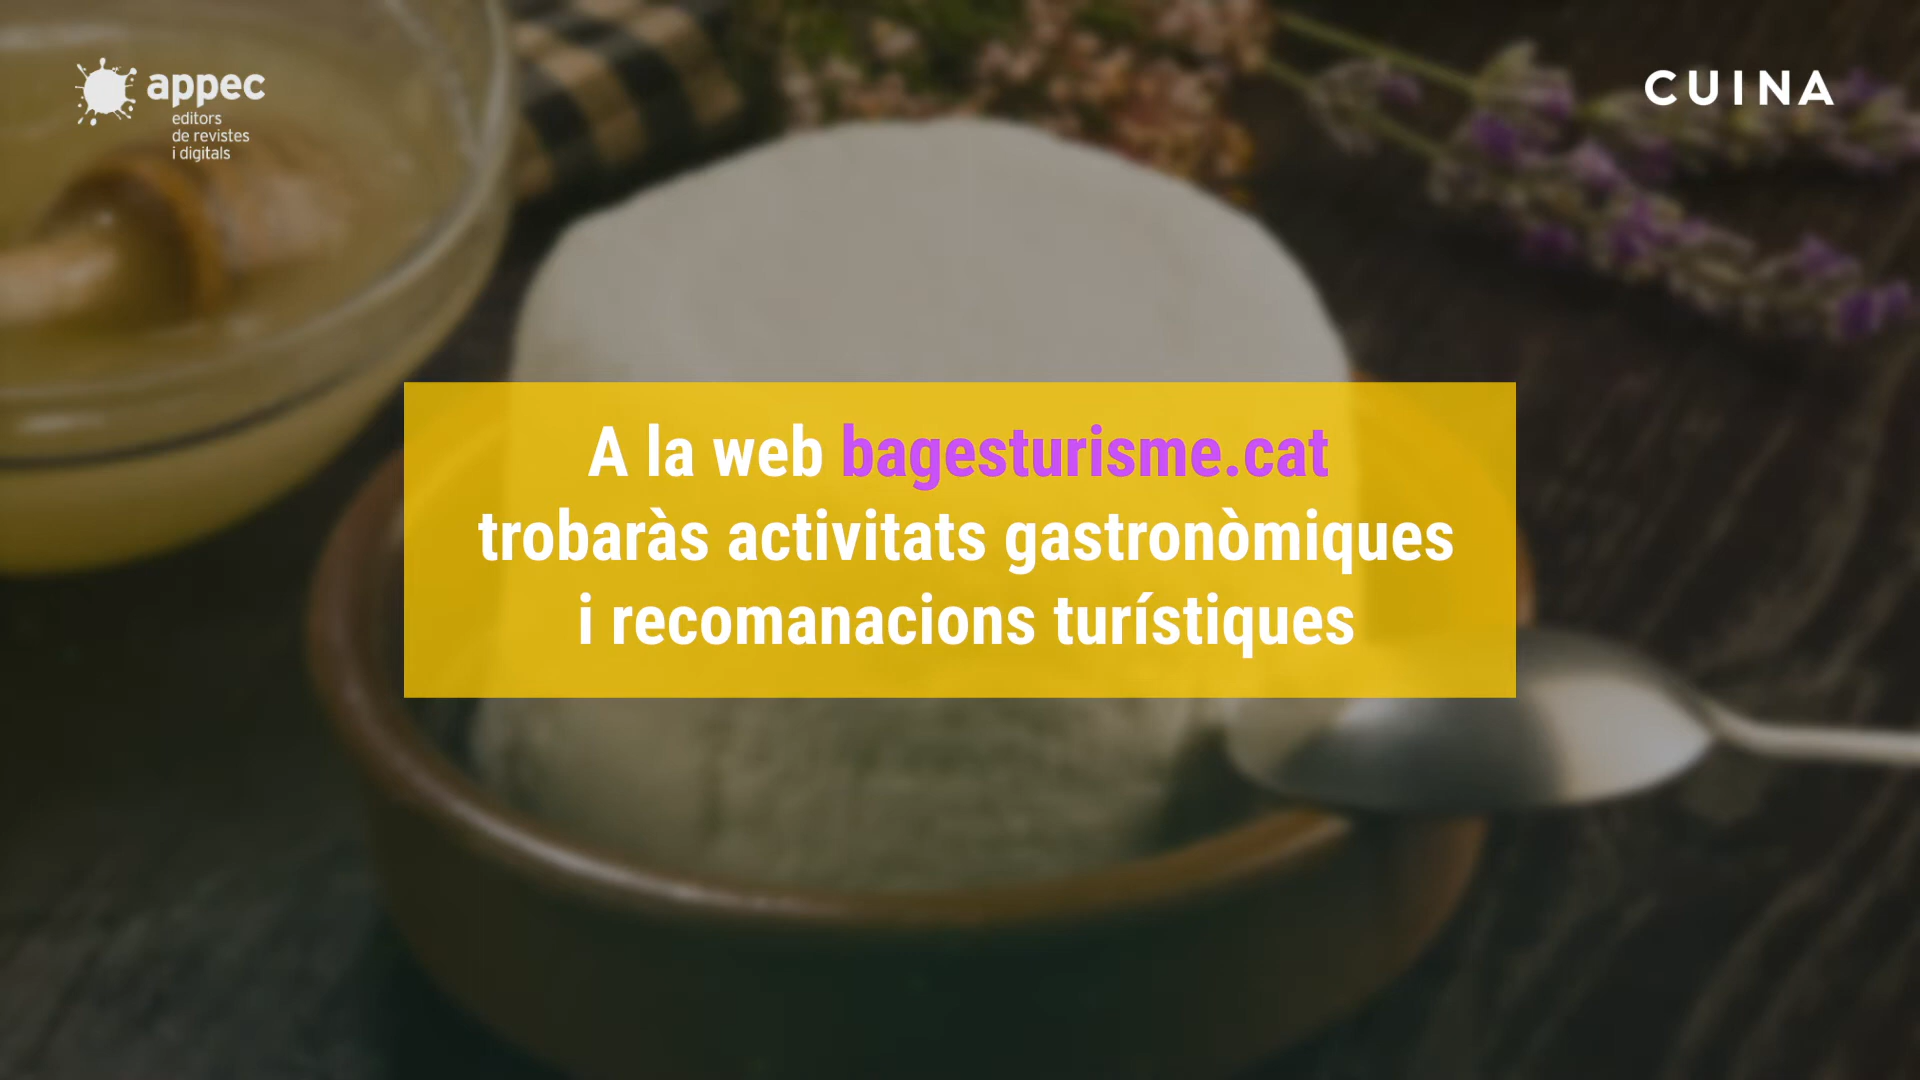 appec
editors
de revistes
i digitals
CUINA
A la web bagesturisme.cat
trobaràs activitats gastronòmiques
i recomanacions turístiques